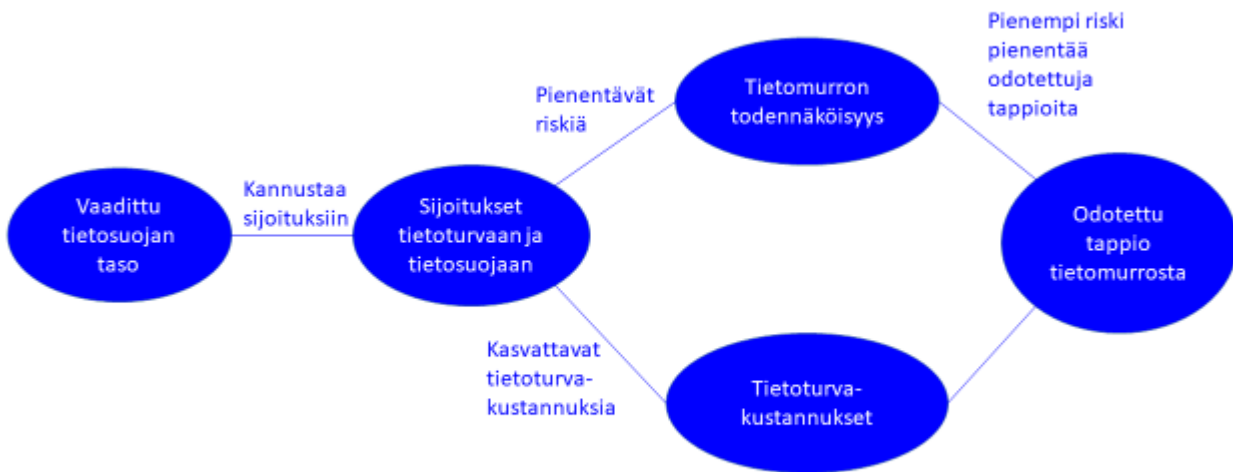 Vaadittu
tietosuojan
taso
Kannustaa
sijoituksiin
Sijoitukset
tietoturvaan ja
tietosuojaan
Pienentävät
riskiä
Tietomurron
todennäköisyys
Pienempi riski
pienentää
odotettuja
tappioita
Kasvattavat
tietoturva-
kustannuksia
Tietoturva-
kustannukset
Odotettu
tappio
tietomurrosta